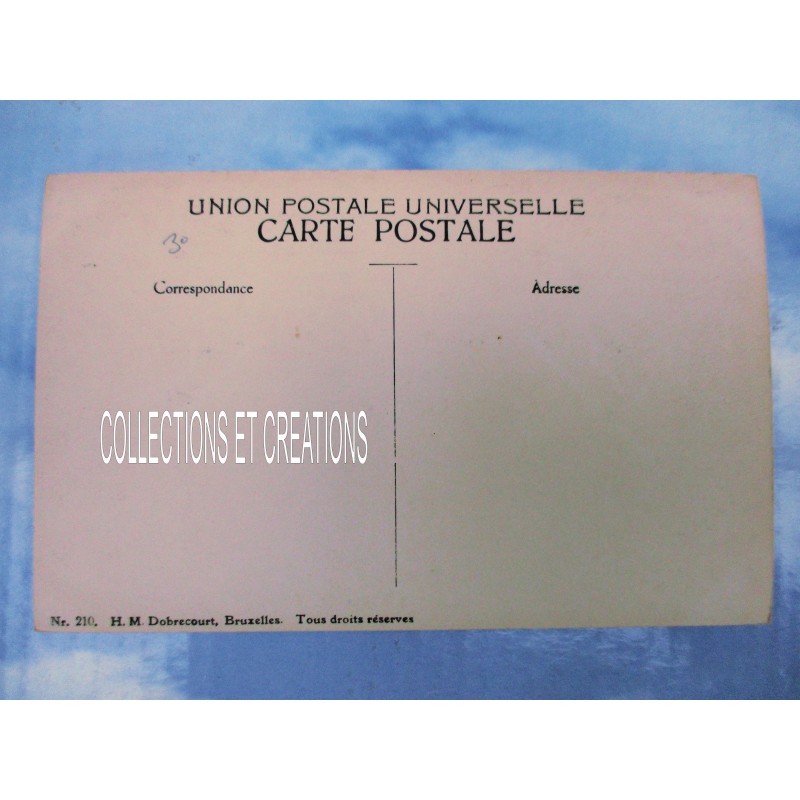 UNION POSTALE UNIVERSELLE
CARTE POSTALE
30
Correspondance
Adresse
COLLECTIONS ET CREATIONS
Nr. 210. H. M. Dobrecourt, Bruxelles. Tous droits réserves